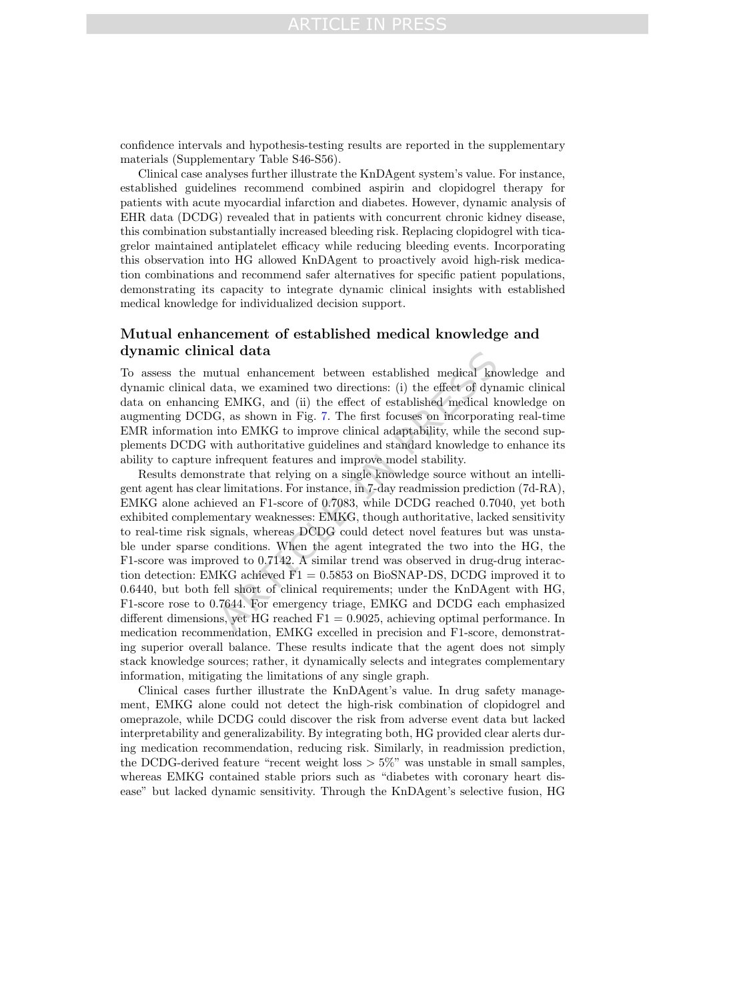 ARTICLE IN PRESS
confidence intervals and hypothesis-testing results are reported in the supplementary
materials (Supplementary Table S46-S56).
Clinical case analyses further illustrate the KnDAgent system's value. For instance,
established guidelines recommend combined aspirin and clopidogrel therapy for
patients with acute myocardial infarction and diabetes. However, dynamic analysis of
EHR data (DCDG) revealed that in patients with concurrent chronic kidney disease,
this combination substantially increased bleeding risk. Replacing clopidogrel with tica-
grelor maintained antiplatelet efficacy while reducing bleeding events. Incorporating
this observation into HG allowed KnDAgent to proactively avoid high-risk medica-
tion combinations and recommend safer alternatives for specific patient populations,
demonstrating its capacity to integrate dynamic clinical insights with established
medical knowledge for individualized decision support.
Mutual enhancement of established medical knowledge and
dynamic clinical data
To assess the mutual enhancement between established medical knowledge and
dynamic clinical data, we examined two directions: (i) the effect of dynamic clinical
data on enhancing EMKG, and (ii) the effect of established medical knowledge on
augmenting DCDG, as shown in Fig. 7. The first focuses on incorporating real-time
EMR information into EMKG to improve clinical adaptability, while the second sup-
plements DCDG with authoritative guidelines and standard knowledge to enhance its
ability to capture infrequent features and improve model stability.
Results demonstrate that relying on a single knowledge source without an intelli-
gent agent has clear limitations. For instance, in 7-day readmission prediction (7d-RA),
EMKG alone achieved an F1-score of 0.7083, while DCDG reached 0.7040, yet both
exhibited complementary weaknesses: EMKG, though authoritative, lacked sensitivity
to real-time risk signals, whereas DCDG could detect novel features but was unsta-
ble under sparse conditions. When the agent integrated the two into the HG, the
F1-score was improved to 0.7142. A similar trend was observed in drug-drug interac-
tion detection: EMKG achieved F1 = 0.5853 on BioSNAP-DS, DCDG improved it to
0.6440, but both fell short of clinical requirements; under the KnDAgent with HG,
F1-score rose to 0.7644. For emergency triage, EMKG and DCDG each emphasized
different dimensions, yet HG reached F1 = 0.9025, achieving optimal performance. In
medication recommendation, EMKG excelled in precision and F1-score, demonstrat-
ing superior overall balance. These results indicate that the agent does not simply
stack knowledge sources; rather, it dynamically selects and integrates complementary
information, mitigating the limitations of any single graph.
Clinical cases further illustrate the KnDAgent's value. In drug safety manage-
ment, EMKG alone could not detect the high-risk combination of clopidogrel and
omeprazole, while DCDG could discover the risk from adverse event data but lacked
interpretability and generalizability. By integrating both, HG provided clear alerts dur-
ing medication recommendation, reducing risk. Similarly, in readmission prediction,
the DCDG-derived feature “recent weight loss > 5%” was unstable in small samples,
whereas EMKG contained stable priors such as “diabetes with coronary heart dis-
ease” but lacked dynamic sensitivity. Through the KnDAgent's selective fusion, HG
ARTICLE IN PRESS